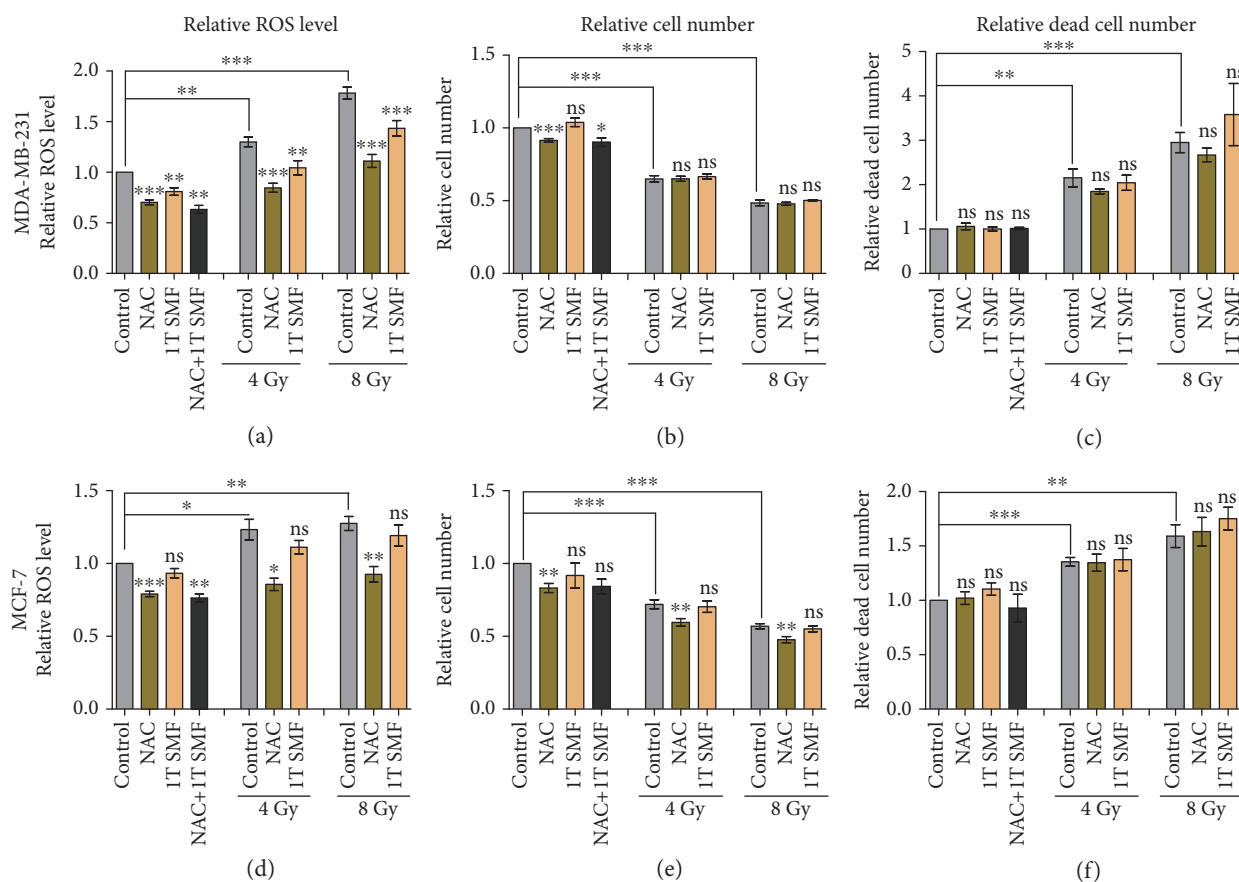 Relative ROS level
Relative cell number
Relative dead cell number
MDA-MB-231
Relative ROS level
2.0
1.5
1.0
0.5
0.0
***
**
***
**
**
***
**
***
***
Control
NAC
1T SMF
NAC+1T SMF
Control
NAC
1T SMF
Control
NAC
1T SMF
4 Gy
8 Gy
(a)
Relative cell number
1.5
1.0
0.5
0.0
***
***
***
ns
*
ns
ns
ns
ns
Control
NAC
1T SMF
NAC+1T SMF
Control
NAC
1T SMF
Control
NAC
1T SMF
4 Gy
8 Gy
(b)
Relative dead cell number
5
4
3
2
1
0
***
**
ns
ns
ns
ns
ns
ns
ns
Control
NAC
1T SMF
NAC+1T SMF
Control
NAC
1T SMF
Control
NAC
1T SMF
4 Gy
8 Gy
(c)
MCF-7
Relative ROS level
1.5
1.0
0.5
0.0
**
*
***
ns
**
*
ns
**
ns
Control
NAC
1T SMF
NAC+1T SMF
Control
NAC
1T SMF
Control
NAC
1T SMF
4 Gy
8 Gy
(d)
Relative cell number
1.5
1.0
0.5
0.0
***
***
**
ns
ns
**
ns
**
ns
Control
NAC
1T SMF
NAC+1T SMF
Control
NAC
1T SMF
Control
NAC
1T SMF
4 Gy
8 Gy
(e)
Relative dead cell number
2.0
1.5
1.0
0.5
0.0
**
***
ns
ns
ns
ns
ns
ns
ns
Control
NAC
1T SMF
NAC+1T SMF
Control
NAC
1T SMF
Control
NAC
1T SMF
4 Gy
8 Gy
(f)